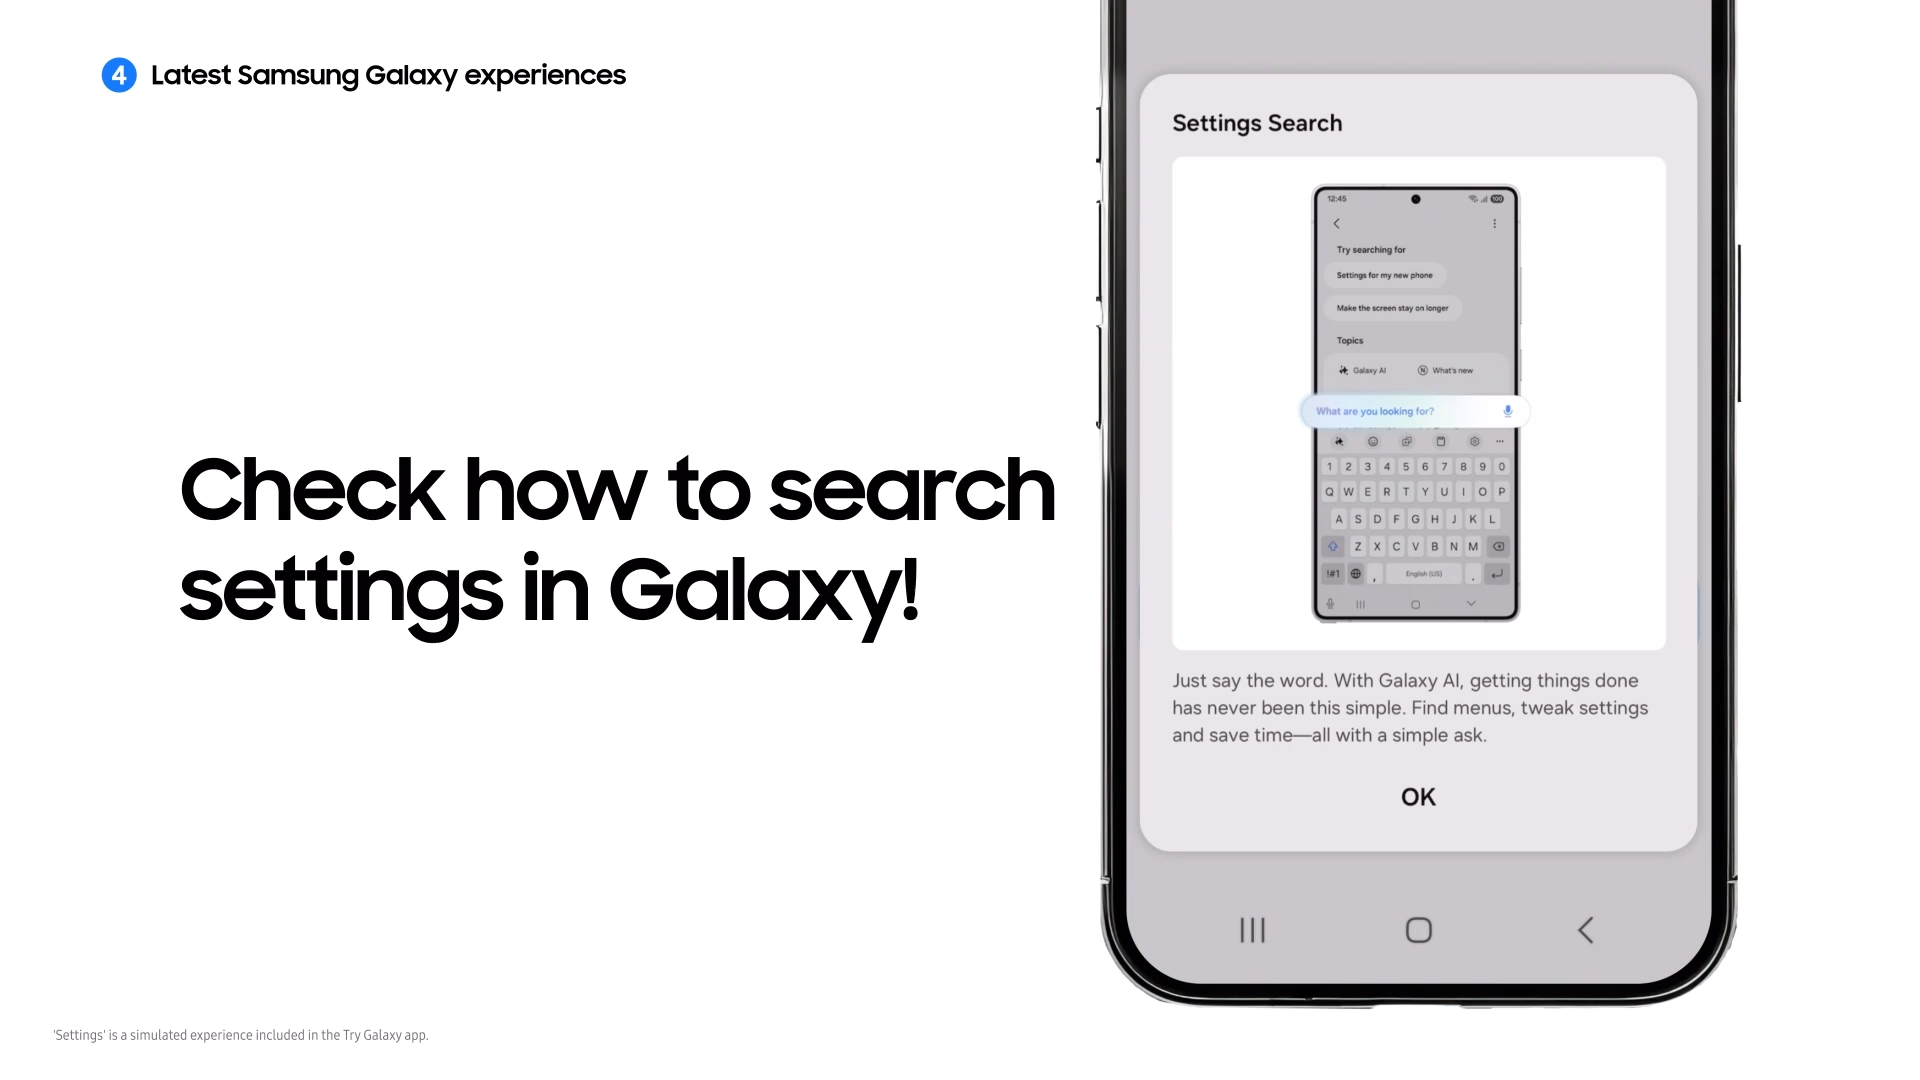 4 Latest Samsung Galaxy experiences
Check how to search
settings in Galaxy!
Settings Search
12:45
100
Try searching for
Settings for my new phone
Make the screen stay on longer
Topics
Galaxy AI
N What's new
What are you looking for?
1 2 3 4 5 6 7 8 9 0
Q W E R T Y U I O P
A S D F G H J K L
Z X C V B N M
!#1 , English (US) .
Just say the word. With Galaxy AI, getting things done
has never been this simple. Find menus, tweak settings
and save time—all with a simple ask.
OK
'Settings' is a simulated experience included in the Try Galaxy app.